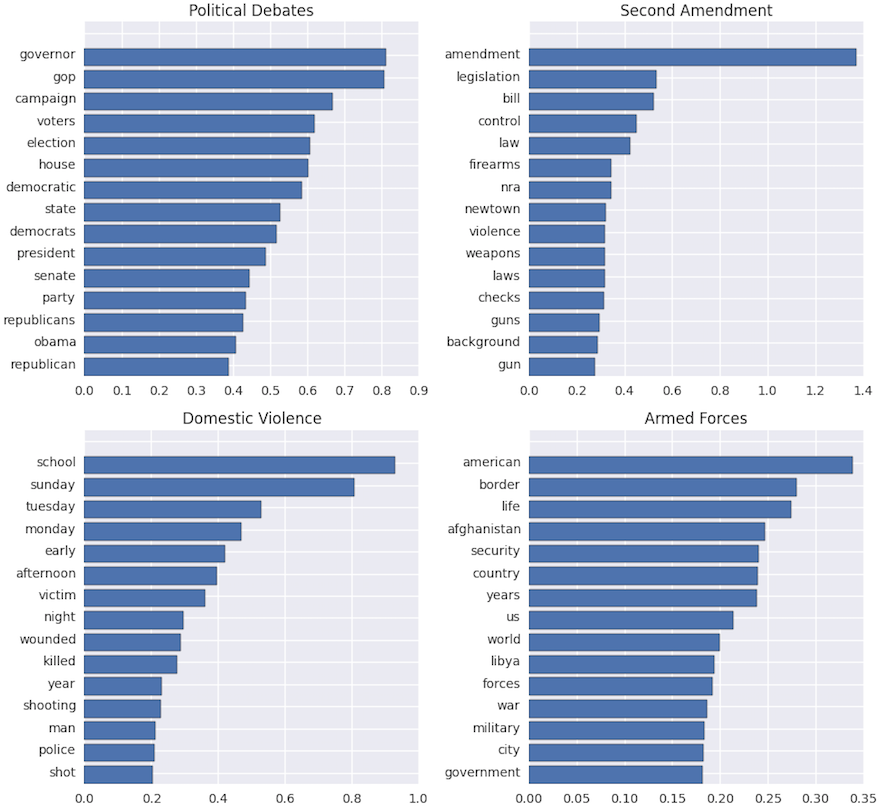 Political Debates
governor
gop
campaign
voters
election
house
democratic
state
democrats
president
senate
party
republicans
obama
republican
0.0 0.1 0.2 0.3 0.4 0.5 0.6 0.7 0.8 0.9
Second Amendment
amendment
legislation
bill
control
law
firearms
nra
newtown
violence
weapons
laws
checks
guns
background
gun
0.0 0.2 0.4 0.6 0.8 1.0 1.2 1.4
Domestic Violence
school
sunday
tuesday
monday
early
afternoon
victim
night
wounded
killed
year
shooting
man
police
shot
0.0 0.2 0.4 0.6 0.8 1.0
Armed Forces
american
border
life
afghanistan
security
country
years
us
world
libya
forces
war
military
city
government
0.00 0.05 0.10 0.15 0.20 0.25 0.30 0.35